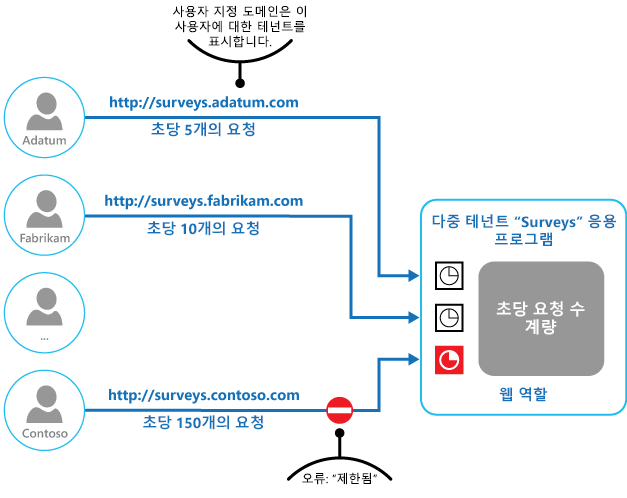 사용자 지정 도메인은 이
사용자에 대한 테넌트를
표시합니다.
http://surveys.adatum.com
초당 5개의 요청
Adatum
http://surveys.fabrikam.com
초당 10개의 요청
Fabrikam
다중 테넌트 “Surveys” 응용
프로그램
초당 요청 수
계량
웹 역할
...
http://surveys.contoso.com
초당 150개의 요청
Contoso
오류: “제한됨”